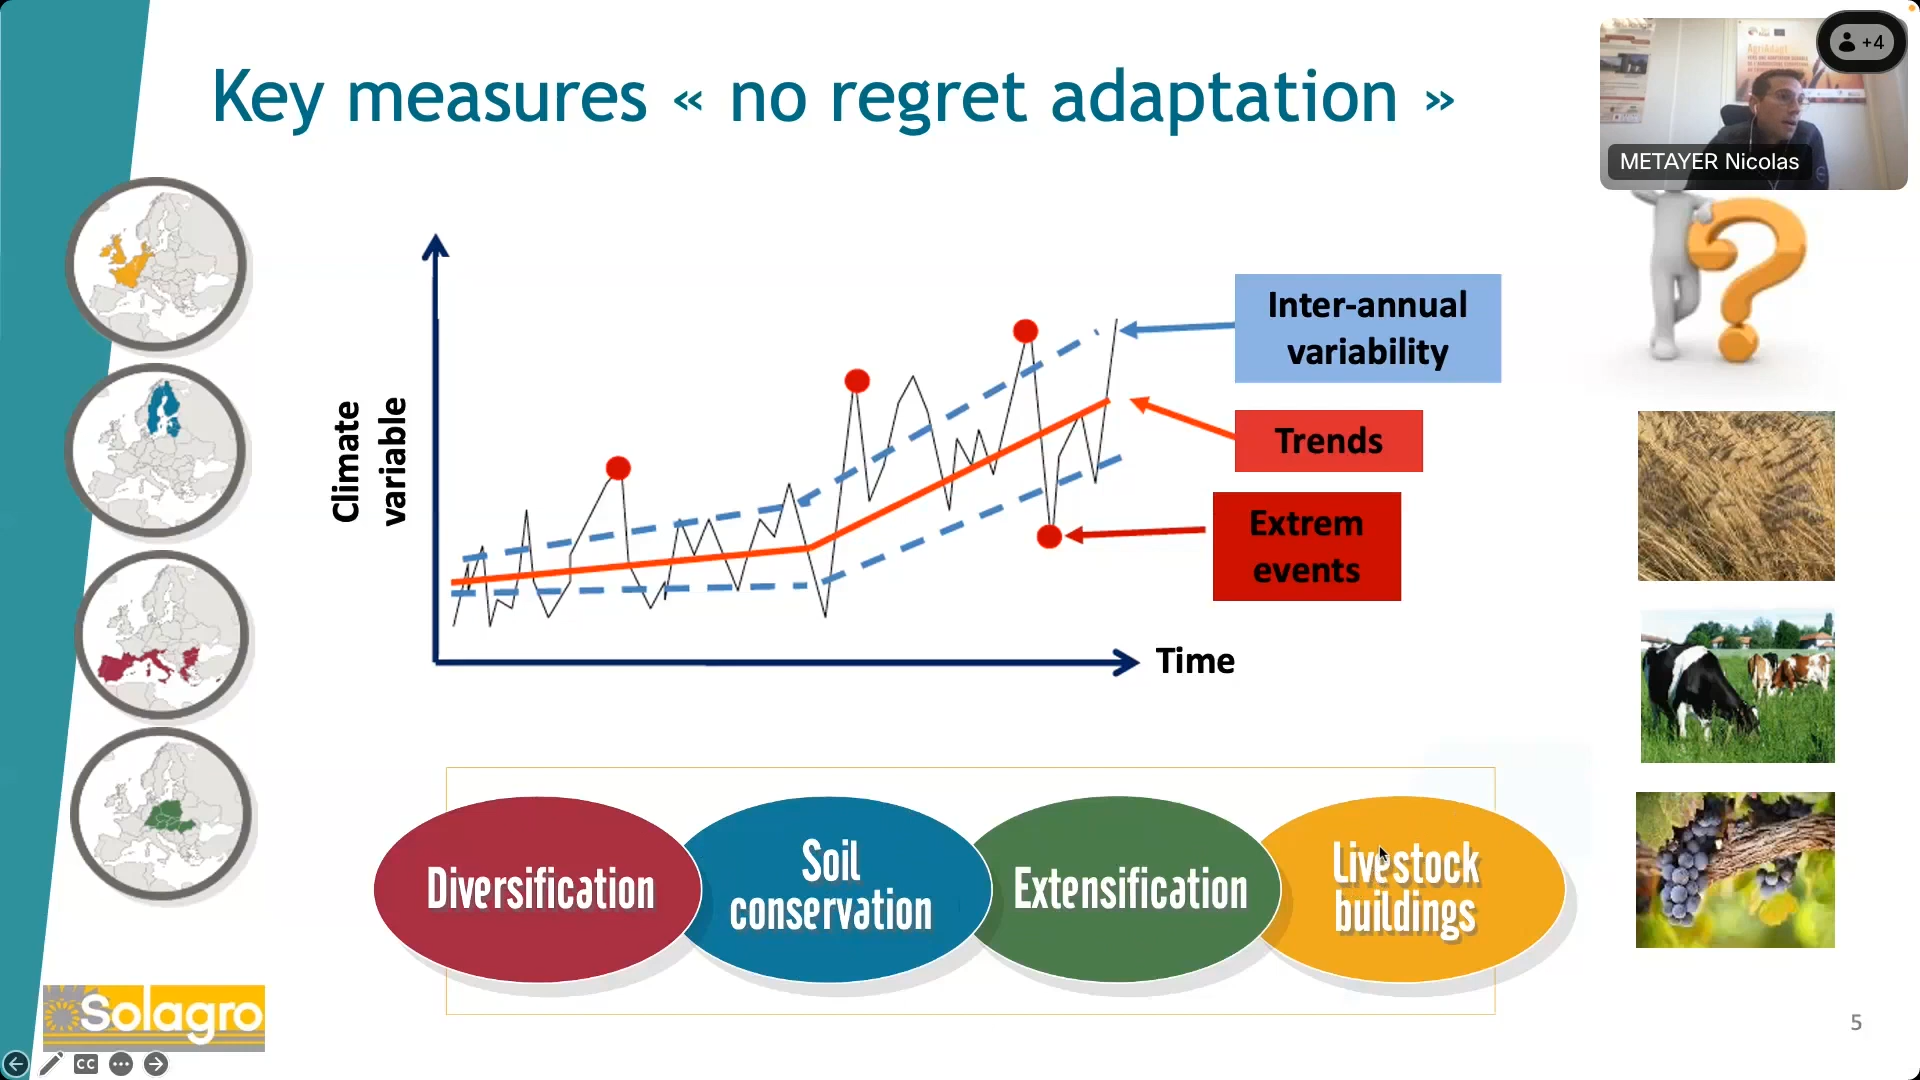 Key measures « no regret adaptation »
+4
METAYER Nicolas
Climate
variable
Inter-annual
variability
Trends
Extrem
events
Time
Diversification
Soil
conservation
Extensification
Livestock
buildings
Solagro
5
CC